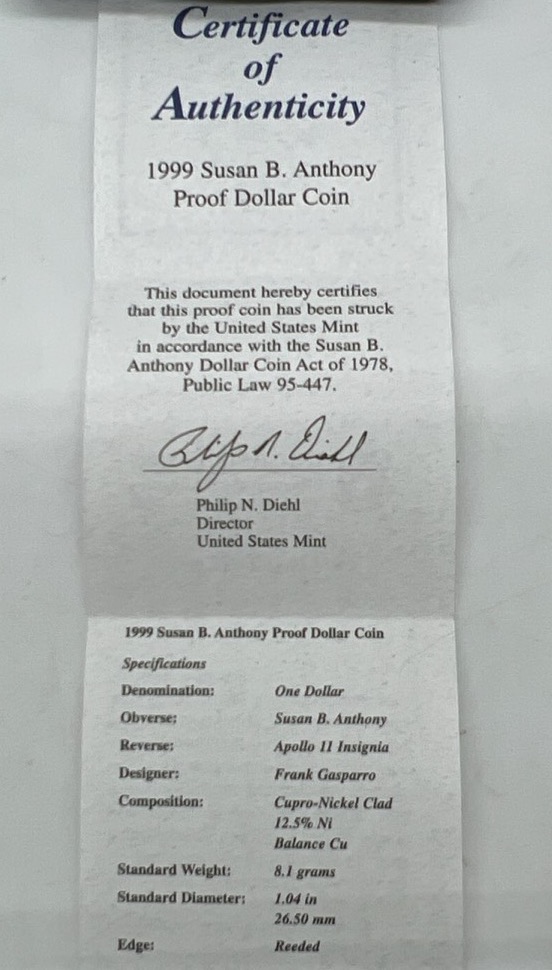 Certificate
of
Authenticity
1999 Susan B. Anthony
Proof Dollar Coin
This document hereby certifies
that this proof coin has been struck
by the United States Mint
in accordance with the Susan B.
Anthony Dollar Coin Act of 1978,
Public Law 95-447.
Philip N. Diehl
Philip N. Diehl
Director
United States Mint
1999 Susan B. Anthony Proof Dollar Coin
Specifications
Denomination: One Dollar
Obverse: Susan B. Anthony
Reverse: Apollo 11 Insignia
Designer: Frank Gasparro
Composition: Cupro-Nickel Clad
12.5% Ni
Balance Cu
Standard Weight: 8.1 grams
Standard Diameter: 1.04 in
26.50 mm
Edge: Reeded